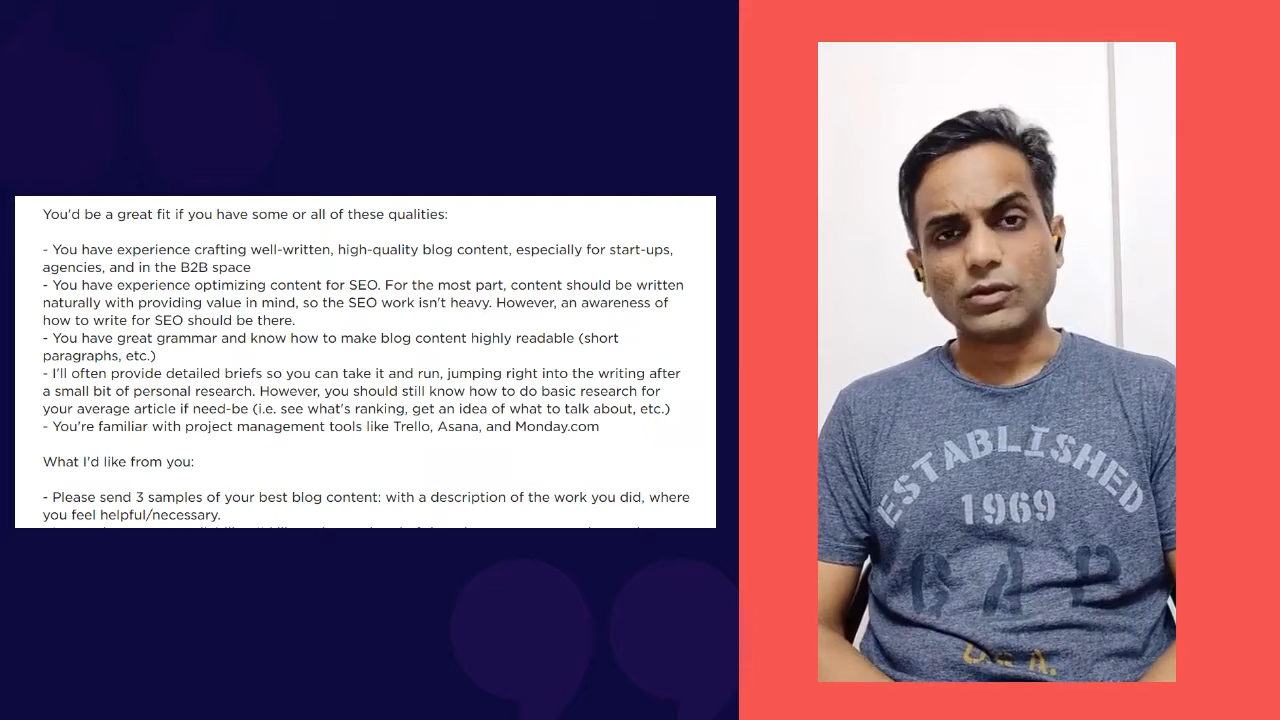 You'd be a great fit if you have some or all of these qualities:
- You have experience crafting well-written, high-quality blog content, especially for start-ups,
agencies, and in the B2B space
- You have experience optimizing content for SEO. For the most part, content should be written
naturally with providing value in mind, so the SEO work isn't heavy. However, an awareness of
how to write for SEO should be there.
- You have great grammar and know how to make blog content highly readable (short
paragraphs, etc.)
- I'll often provide detailed briefs so you can take it and run, jumping right into the writing after
a small bit of personal research. However, you should still know how to do basic research for
your average article if need-be (i.e. see what's ranking, get an idea of what to talk about, etc.)
- You're familiar with project management tools like Trello, Asana, and Monday.com
What I'd like from you:
- Please send 3 samples of your best blog content: with a description of the work you did, where
you feel helpful/necessary.
ESTABLISHED
1969
GAP
U.S.A.